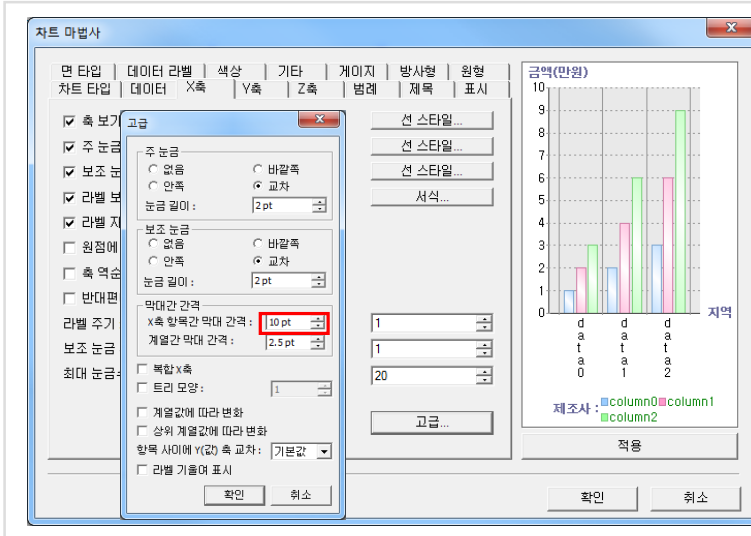 차트 마법사
면 타입 데이터 라벨 색상 기타 게이지 방사형 원형
차트 타입 데이터 X축 Y축 Z축 범례 제목 표시
축 보기
주 눈금
보조 눈
라벨 보
라벨 지
원점에
축 역순
반대편
라벨 주기
보조 눈금
최대 눈금
선 스타일...
선 스타일...
선 스타일...
서식...
1
1
20
고급...
고급
주 눈금
없음 바깥쪽
안쪽 교차
눈금 길이 : 2 pt
보조 눈금
없음 바깥쪽
안쪽 교차
눈금 길이 : 2 pt
막대간 간격
X축 항목간 막대 간격 : 10 pt
계열간 막대 간격 : 2.5 pt
복합 X축
트리 모양 : 1
계열값에 따라 변화
상위 계열값에 따라 변화
항목 사이에 Y(값) 축 교차 : 기본값
라벨 기울여 표시
확인 취소
금액(만원)
10
9
8
7
6
5
4
3
2
1
0
지역
data0 data1 data2
제조사 : column0 column1
column2
적용
확인 취소